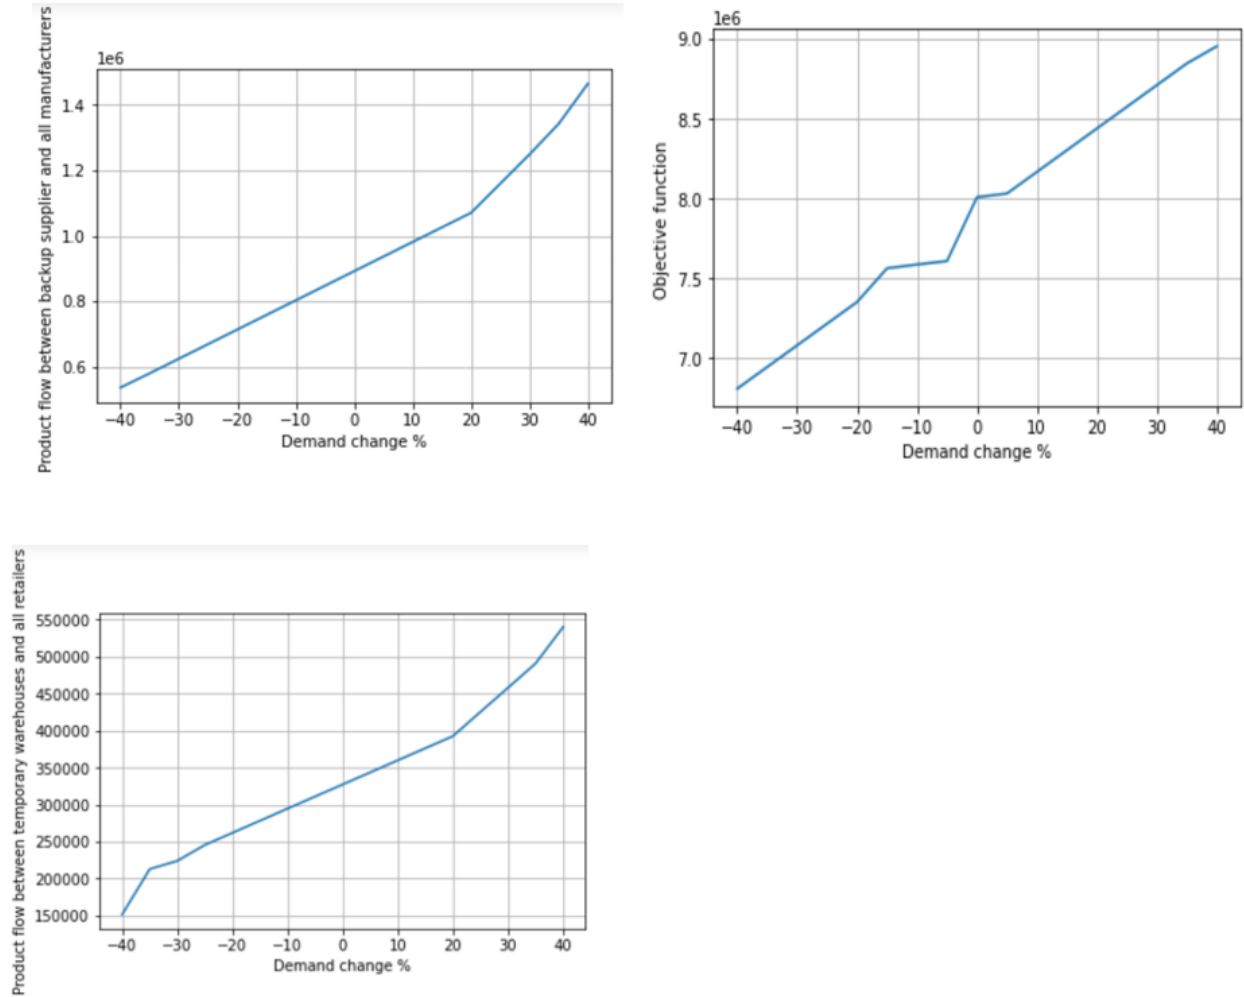 Product flow between backup supplier and all manufacturers
1e6
1.4
1.2
1.0
0.8
0.6
−40 −30 −20 −10 0 10 20 30 40
Demand change %
1e6
Objective function
9.0
8.5
8.0
7.5
7.0
−40 −30 −20 −10 0 10 20 30 40
Demand change %
Product flow between temporary warehouses and all retailers
550000
500000
450000
400000
350000
300000
250000
200000
150000
−40 −30 −20 −10 0 10 20 30 40
Demand change %